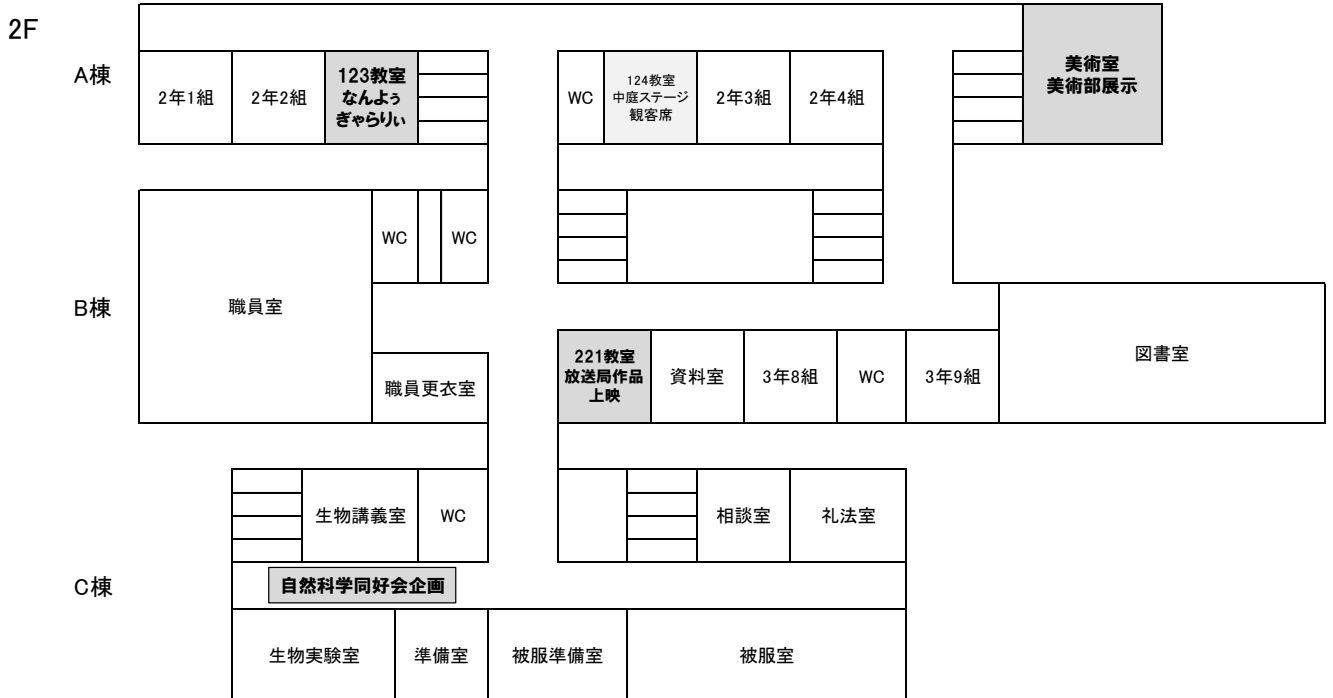 2F
A棟
2年1組
2年2組
123教室
なんよぅ
ぎゃらりぃ
WC
124教室
中庭ステージ
観客席
2年3組
2年4組
美術室
美術部展示
B棟
職員室
WC
WC
職員更衣室
221教室
放送局作品
上映
資料室
3年8組
WC
3年9組
図書室
C棟
生物講義室
WC
相談室
礼法室
自然科学同好会企画
生物実験室
準備室
被服準備室
被服室